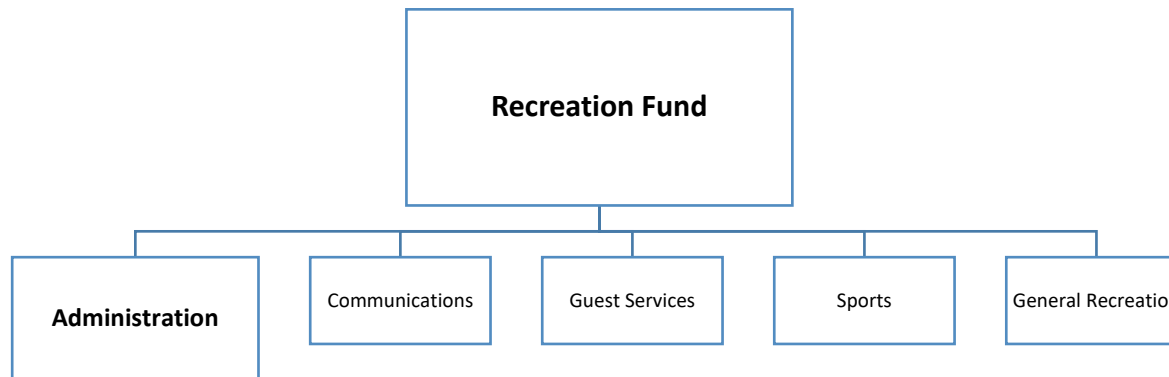 Recreation Fund
Administration
Communications
Guest Services
Sports
General Recreatio